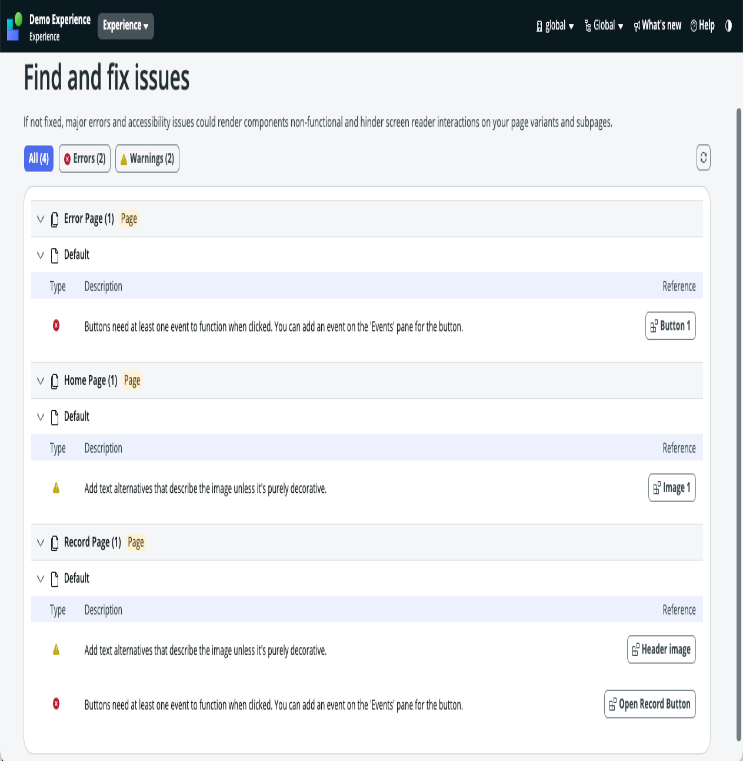 Demo Experience
Experience
Experience ▾
global ▾
Global ▾
What's new
Help
Find and fix issues
If not fixed, major errors and accessibility issues could render components non-functional and hinder screen reader interactions on your page variants and subpages.
All (4)
Errors (2)
Warnings (2)
Error Page (1) Page
Default
Type Description Reference
Buttons need at least one event to function when clicked. You can add an event on the 'Events' pane for the button. Button 1
Home Page (1) Page
Default
Type Description Reference
Add text alternatives that describe the image unless it's purely decorative. Image 1
Record Page (1) Page
Default
Type Description Reference
Add text alternatives that describe the image unless it's purely decorative. Header image
Buttons need at least one event to function when clicked. You can add an event on the 'Events' pane for the button. Open Record Button